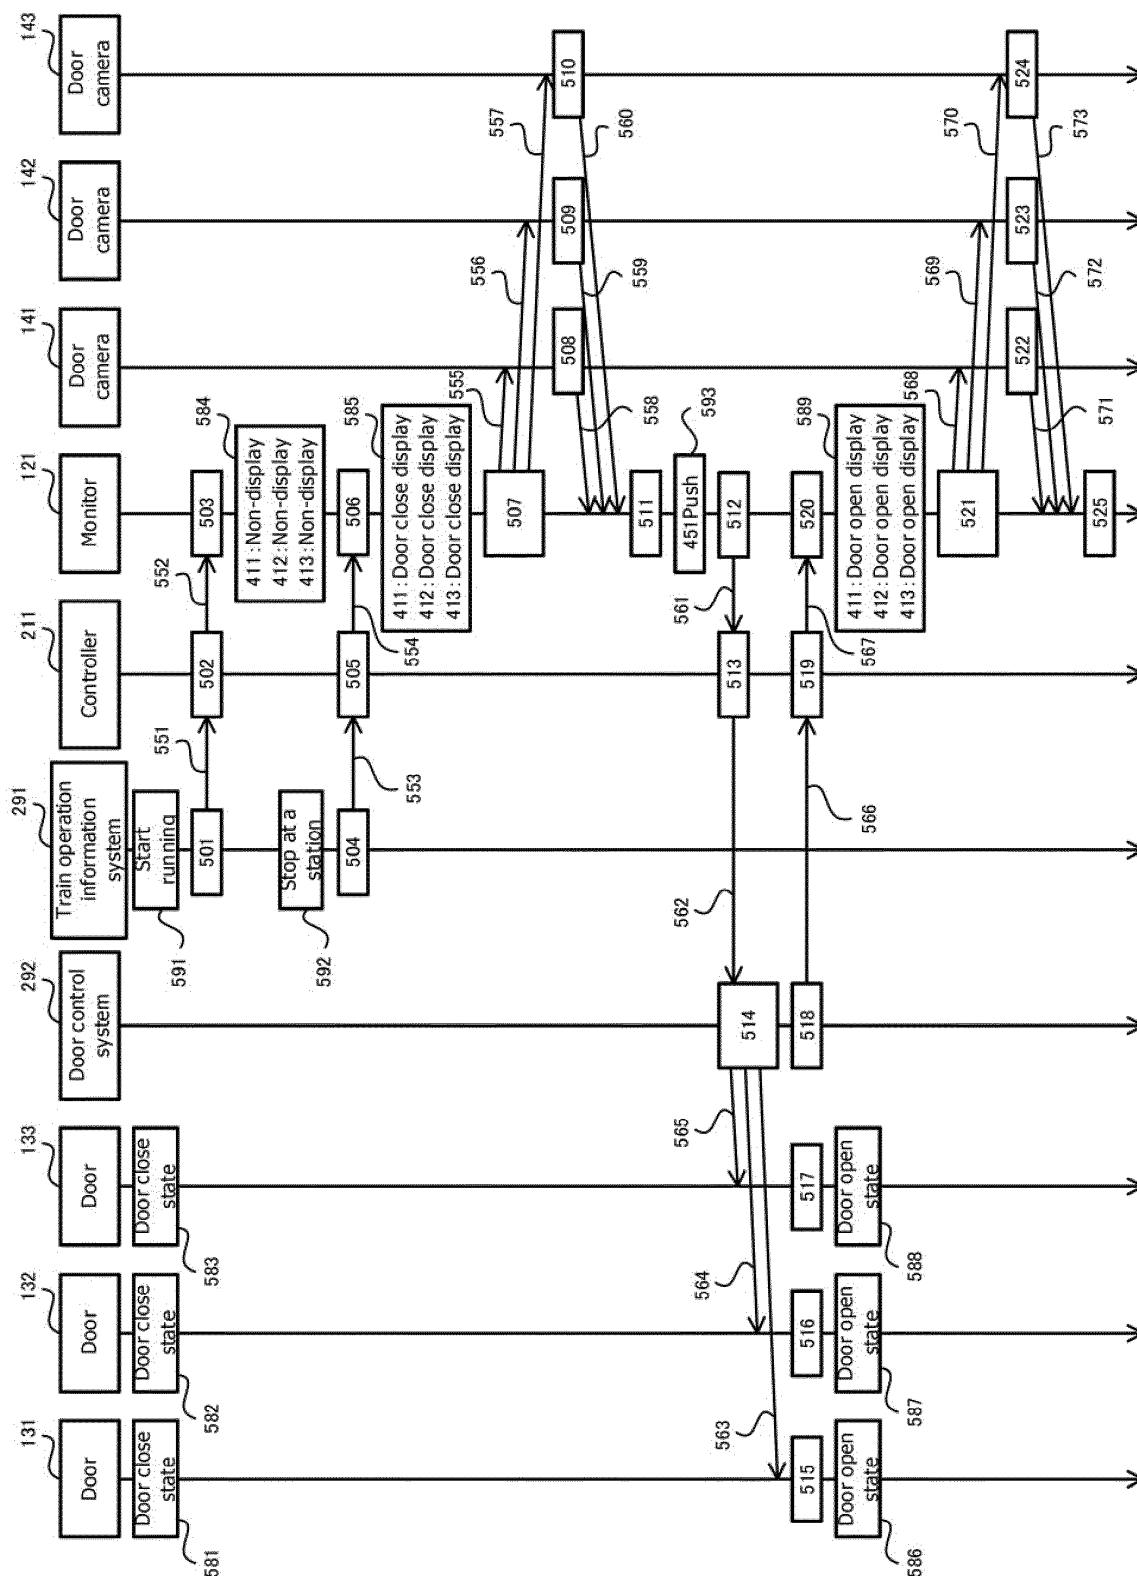 131
Door
Door close
state
581
132
Door
Door close
state
582
133
Door
Door close
state
583
292
Door control
system
291
Train operation
information
system
Start
running
591
211
Controller
121
Monitor
141
Door
camera
142
Door
camera
143
Door
camera
501
551
502
552
503
411:Non-display
412:Non-display
413:Non-display
584
Stop at a
station
592
504
553
505
554
506
411:Door close display
412:Door close display
413:Door close display
585
507
555
556
557
508
509
510
558
559
560
511
451Push
593
512
561
513
562
514
563
564
565
515
516
517
518
566
519
567
520
Door open
state
586
Door open
state
587
Door open
state
588
411:Door open display
412:Door open display
413:Door open display
589
521
568
569
570
522
523
524
571
572
573
525